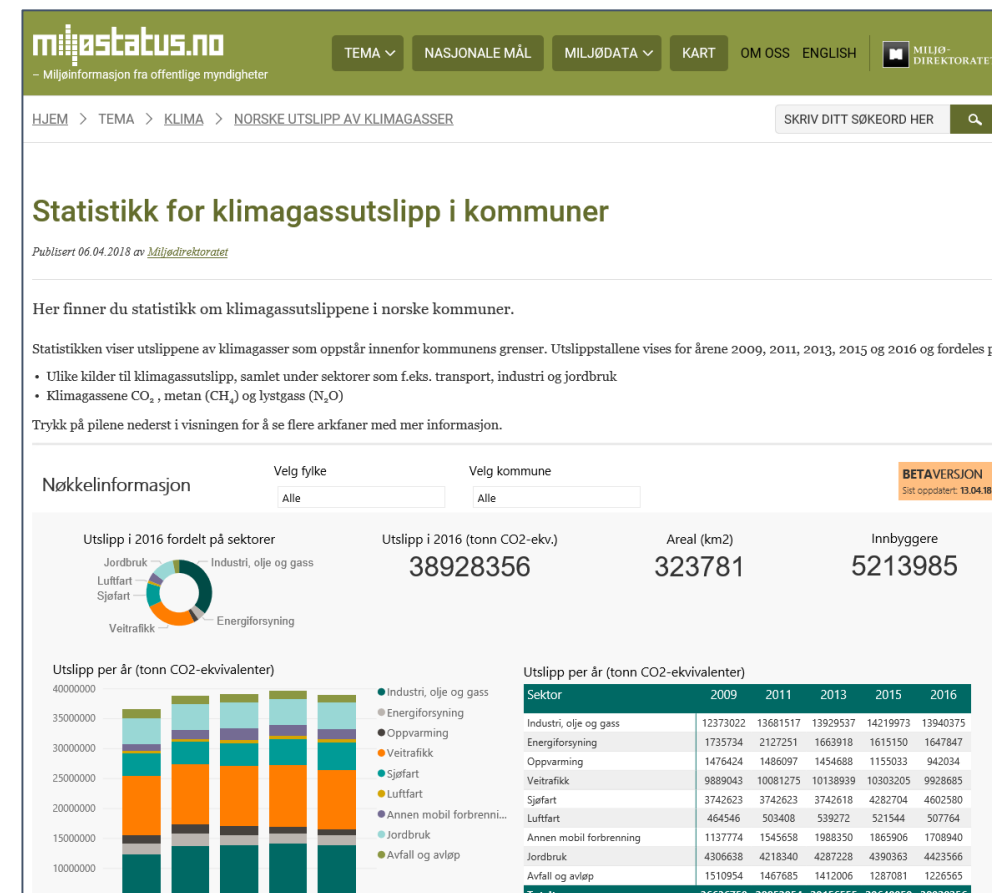 miljøstatus.no
– Miljøinformasjon fra offentlige myndigheter
TEMA NASJONALE MÅL MILJØDATA KART OM OSS ENGLISH
MILJØ-
DIREKTORATET
HJEM > TEMA > KLIMA > NORSKE UTSLIPP AV KLIMAGASSER
SKRIV DITT SØKEORD HER
Statistikk for klimagassutslipp i kommuner
Publisert 06.04.2018 av Miljødirektoratet
Her finner du statistikk om klimagassutslippene i norske kommuner.
Statistikken viser utslippene av klimagasser som oppstår innenfor kommunens grenser. Utslippstallene vises for årene 2009, 2011, 2013, 2015 og 2016 og fordeles p
• Ulike kilder til klimagassutslipp, samlet under sektorer som f.eks. transport, industri og jordbruk
• Klimagassene CO₂ , metan (CH₄) og lystgass (N₂O)
Trykk på pilene nederst i visningen for å se flere arkfaner med mer informasjon.
Nøkkelinformasjon
Velg fylke
Alle
Velg kommune
Alle
BETAVERSJON
Sist oppdatert: 13.04.18
Utslipp i 2016 fordelt på sektorer
Jordbruk
Luftfart
Sjøfart
Veitrafikk
Industri, olje og gass
Energiforsyning
Utslipp i 2016 (tonn CO2-ekv.)
38928356
Areal (km2)
323781
Innbyggere
5213985
Utslipp per år (tonn CO2-ekvivalenter)
40000000
35000000
30000000
25000000
20000000
15000000
10000000
Industri, olje og gass
Energiforsyning
Oppvarming
Veitrafikk
Sjøfart
Luftfart
Annen mobil forbrenni...
Jordbruk
Avfall og avløp
Utslipp per år (tonn CO2-ekvivalenter)
Sektor 2009 2011 2013 2015 2016
Industri, olje og gass 12373022 13681517 13929537 14219973 13940375
Energiforsyning 1735734 2127251 1663918 1615150 1647847
Oppvarming 1476424 1486097 1454688 1155033 942034
Veitrafikk 9889043 10081275 10138939 10303205 9928685
Sjøfart 3742623 3742623 3742618 4282704 4602580
Luftfart 464546 503408 539272 521544 507764
Annen mobil forbrenning 1137774 1545658 1988350 1865906 1708940
Jordbruk 4306638 4218340 4287228 4390363 4423566
Avfall og avløp 1510954 1467685 1412006 1287081 1226565